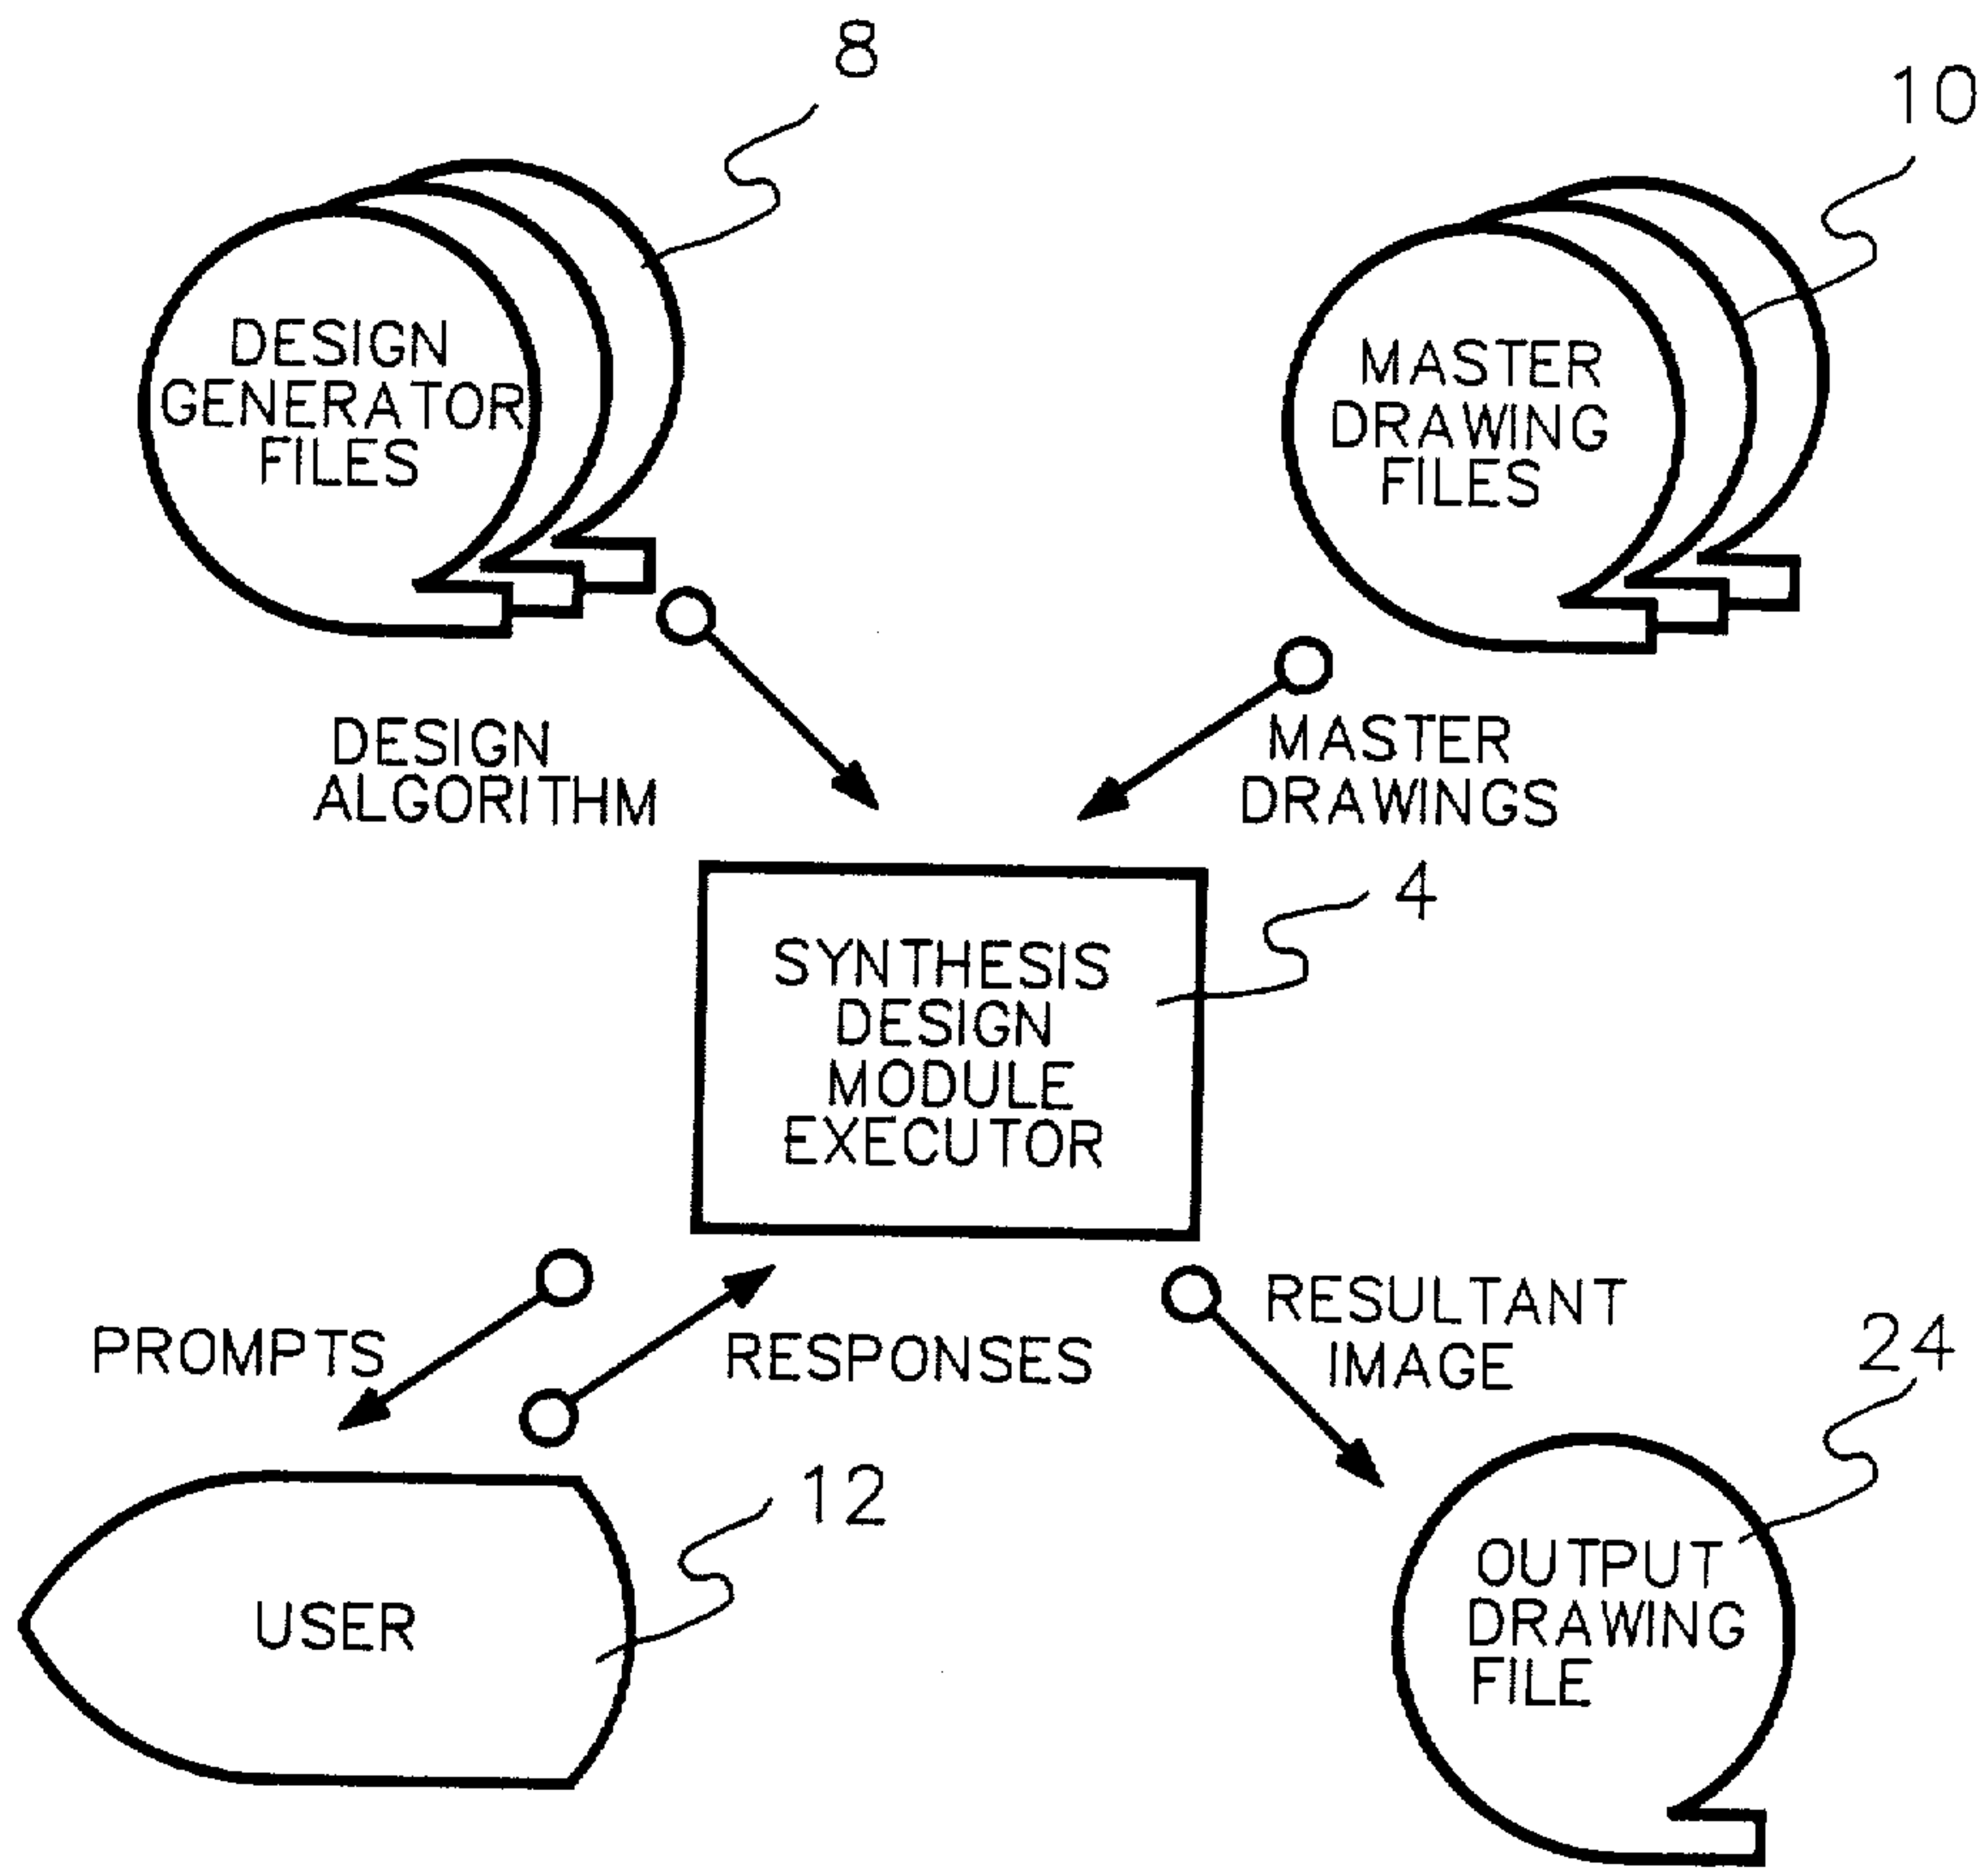 8
10
DESIGN
GENERATOR
FILES
MASTER
DRAWING
FILES
DESIGN
ALGORITHM
MASTER
DRAWINGS
4
SYNTHESIS
DESIGN
MODULE
EXECUTOR
PROMPTS
RESPONSES
RESULTANT
IMAGE
24
12
USER
OUTPUT
DRAWING
FILE